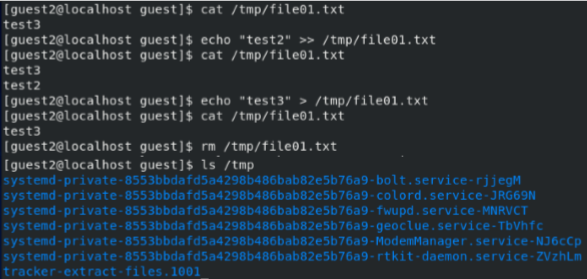 [guest2@localhost guest]$ cat /tmp/file01.txt
test3
[guest2@localhost guest]$ echo "test2" >> /tmp/file01.txt
[guest2@localhost guest]$ cat /tmp/file01.txt
test3
test2
[guest2@localhost guest]$ echo "test3" > /tmp/file01.txt
[guest2@localhost guest]$ cat /tmp/file01.txt
test3
[guest2@localhost guest]$ rm /tmp/file01.txt
[guest2@localhost guest]$ ls /tmp
systemd-private-8553bbdafd5a4298b486bab82e5b76a9-bolt.service-rjjegM
systemd-private-8553bbdafd5a4298b486bab82e5b76a9-colord.service-JRG69N
systemd-private-8553bbdafd5a4298b486bab82e5b76a9-fwupd.service-MNRVCT
systemd-private-8553bbdafd5a4298b486bab82e5b76a9-geoclue.service-TbVhfc
systemd-private-8553bbdafd5a4298b486bab82e5b76a9-ModemManager.service-NJ6cCp
systemd-private-8553bbdafd5a4298b486bab82e5b76a9-rtkit-daemon.service-ZVzhLm
tracker-extract-files.1001